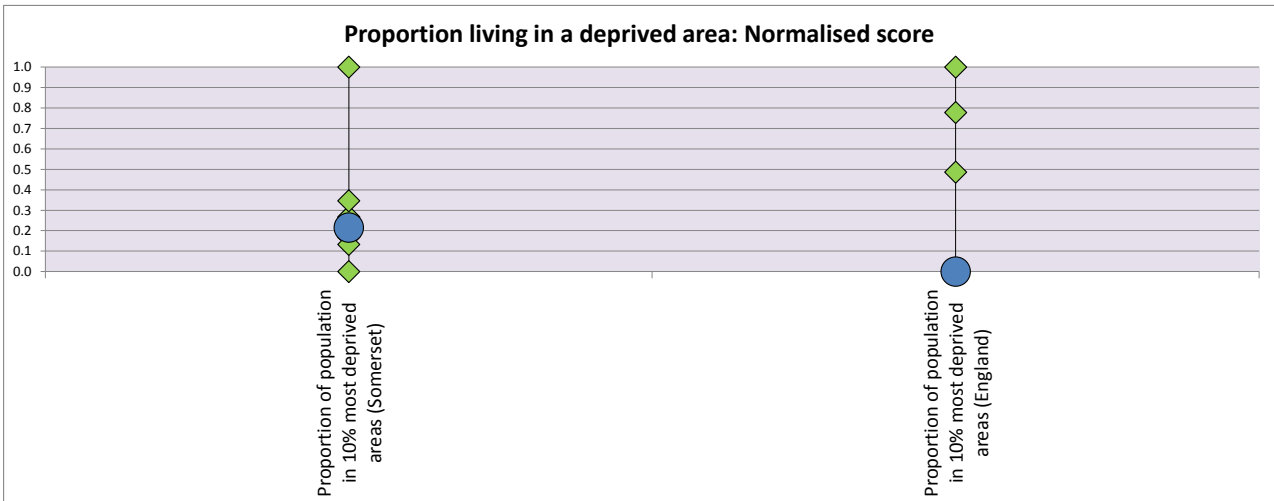 Proportion living in a deprived area: Normalised score
1.0
0.9
0.8
0.7
0.6
0.5
0.4
0.3
0.2
0.1
0.0
Proportion of population
in 10% most deprived
areas (Somerset)
Proportion of population
in 10% most deprived
areas (England)